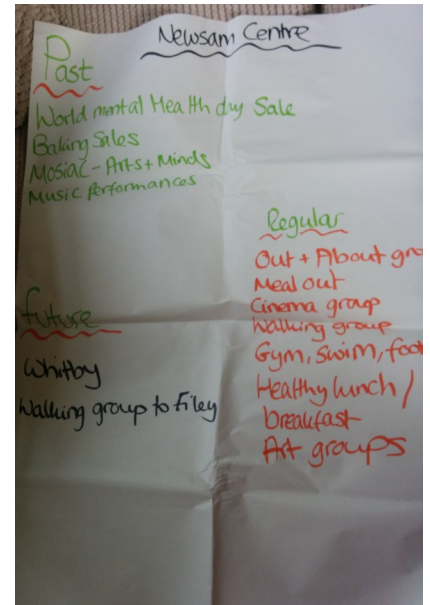 Newsam Centre
Past
World mental Health day Sale
Baking Sales
Mosiac - Arts + Minds
Music Performances
Regular
Out + About gro
Meal out
Cinema group
Walking group
Gym, swim, foo
Healthy lunch /
breakfast
Art groups
future
Whitby
Walking group to Filey